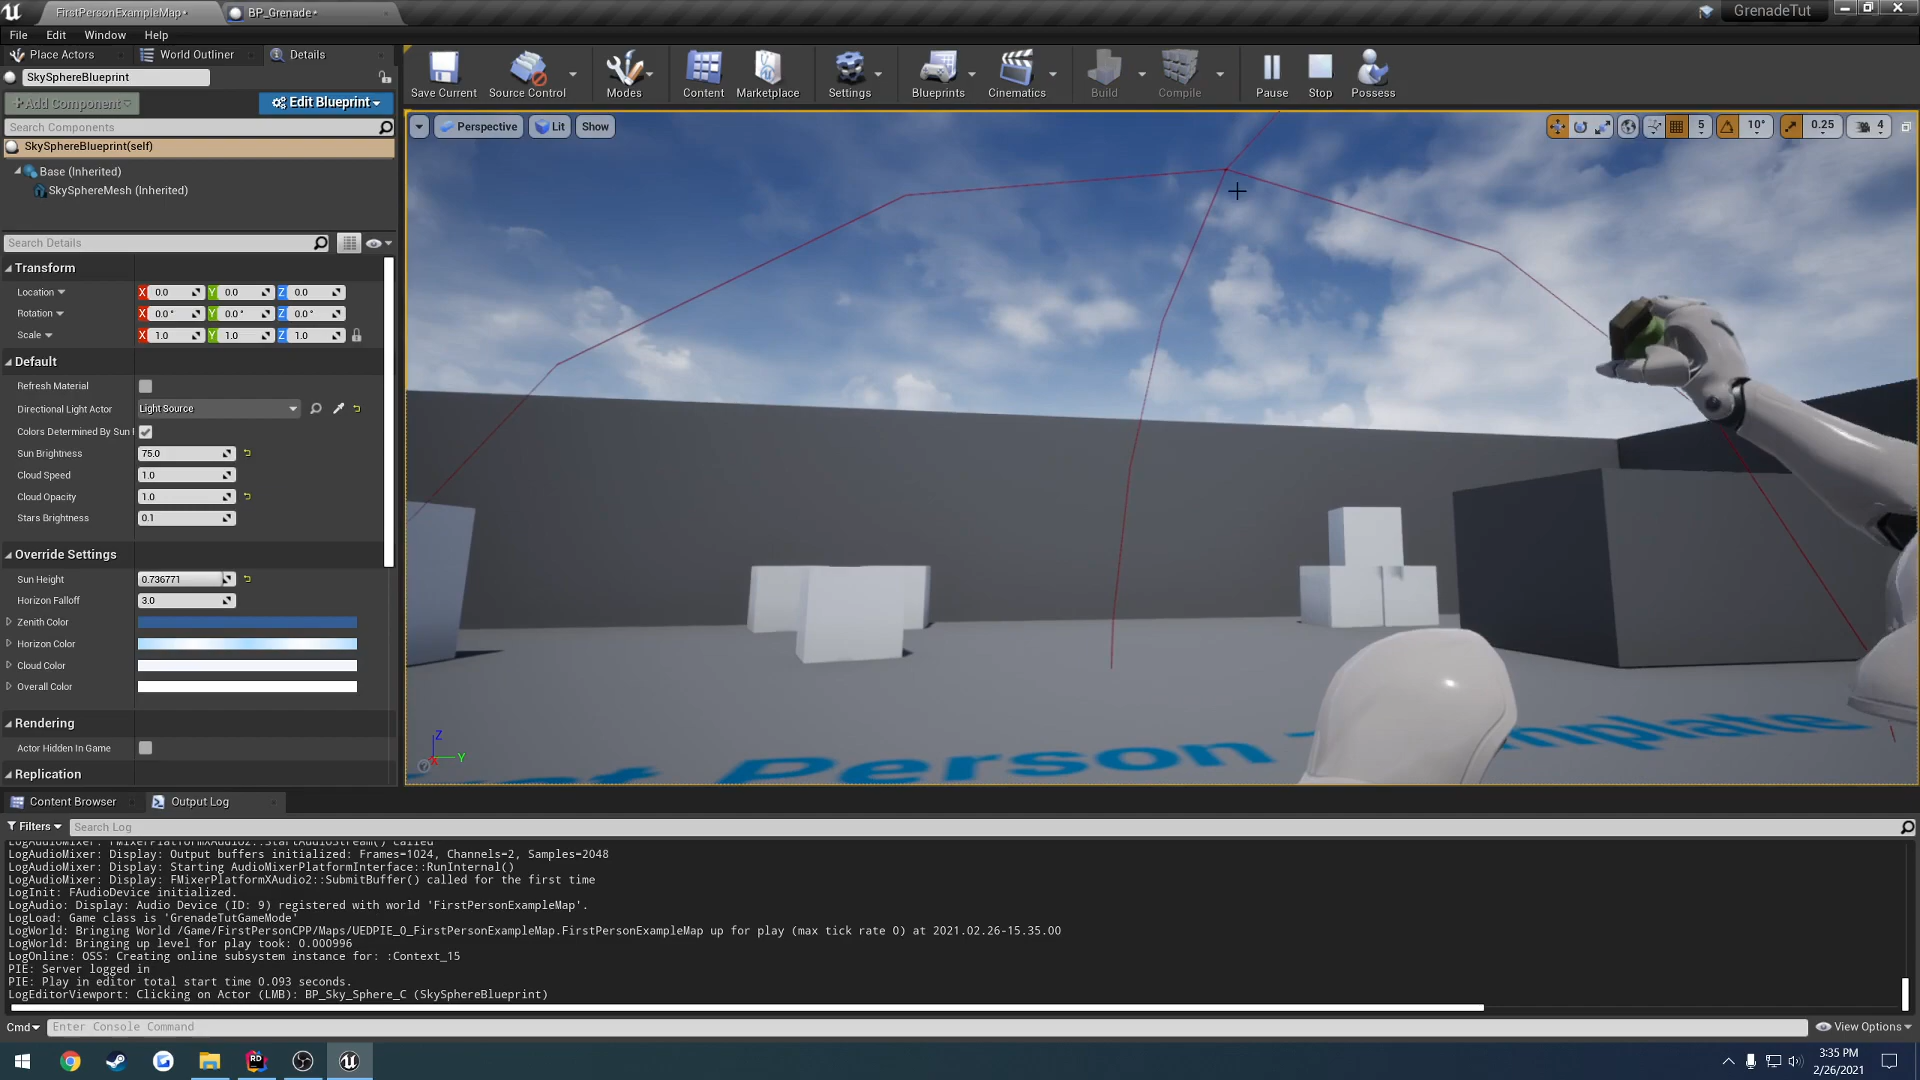 FirstPersonExampleMap*
BP_Grenade*
GrenadeTut
File Edit Window Help
Place Actors World Outliner Details
SkySphereBlueprint
+Add Component Edit Blueprint
Search Components
SkySphereBlueprint(self)
Base (Inherited)
SkySphereMesh (Inherited)
Search Details
Transform
Location X 0.0 Y 0.0 Z 0.0
Rotation X 0.0° Y 0.0° Z 0.0°
Scale X 1.0 Y 1.0 Z 1.0
Default
Refresh Material
Directional Light Actor Light Source
Colors Determined By Sun
Sun Brightness 75.0
Cloud Speed 1.0
Cloud Opacity 1.0
Stars Brightness 0.1
Override Settings
Sun Height 0.736771
Horizon Falloff 3.0
Zenith Color
Horizon Color
Cloud Color
Overall Color
Rendering
Actor Hidden In Game
Replication
Save Current Source Control Modes Content Marketplace Settings Blueprints Cinematics Build Compile Pause Stop Possess
Perspective Lit Show 5 10° 0.25 4
Person
Z
X Y
Content Browser Output Log
Filters Search Log
LogAudioMixer: FMixerPlatformXAudio2::StartAudioStream() called
LogAudioMixer: Display: Output buffers initialized: Frames=1024, Channels=2, Samples=2048
LogAudioMixer: Display: Starting AudioMixerPlatformInterface::RunInternal()
LogAudioMixer: Display: FMixerPlatformXAudio2::SubmitBuffer() called for the first time
LogInit: FAudioDevice initialized.
LogAudio: Display: Audio Device (ID: 9) registered with world 'FirstPersonExampleMap'.
LogLoad: Game class is 'GrenadeTutGameMode'
LogWorld: Bringing World /Game/FirstPersonCPP/Maps/UEDPIE_0_FirstPersonExampleMap.FirstPersonExampleMap up for play (max tick rate 0) at 2021.02.26-15.35.00
LogWorld: Bringing up level for play took: 0.000996
LogOnline: OSS: Creating online subsystem instance for: :Context_15
PIE: Server logged in
PIE: Play in editor total start time 0.093 seconds.
LogEditorViewport: Clicking on Actor (LMB): BP_Sky_Sphere_C (SkySphereBlueprint)
Cmd Enter Console Command View Options
3:35 PM
2/26/2021